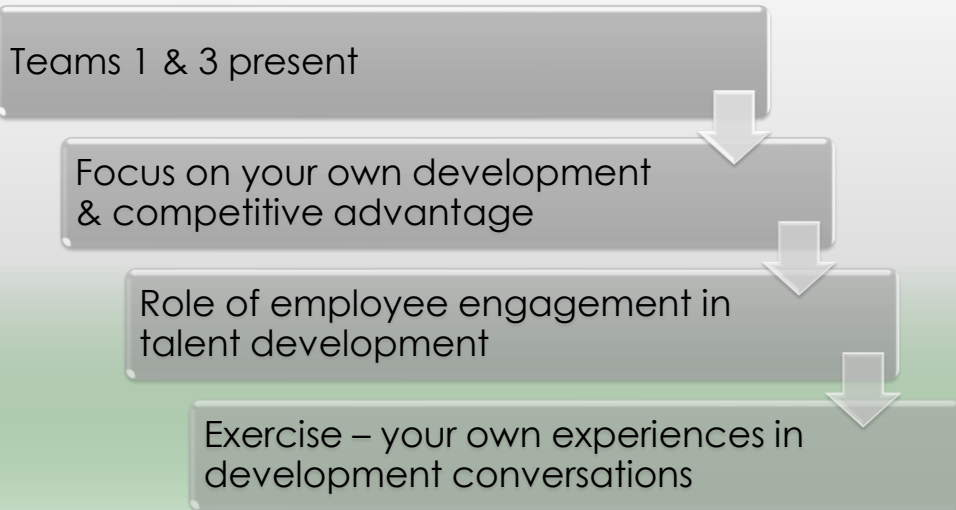 Teams 1 & 3 present
Focus on your own development
& competitive advantage
Role of employee engagement in
talent development
Exercise – your own experiences in
development conversations